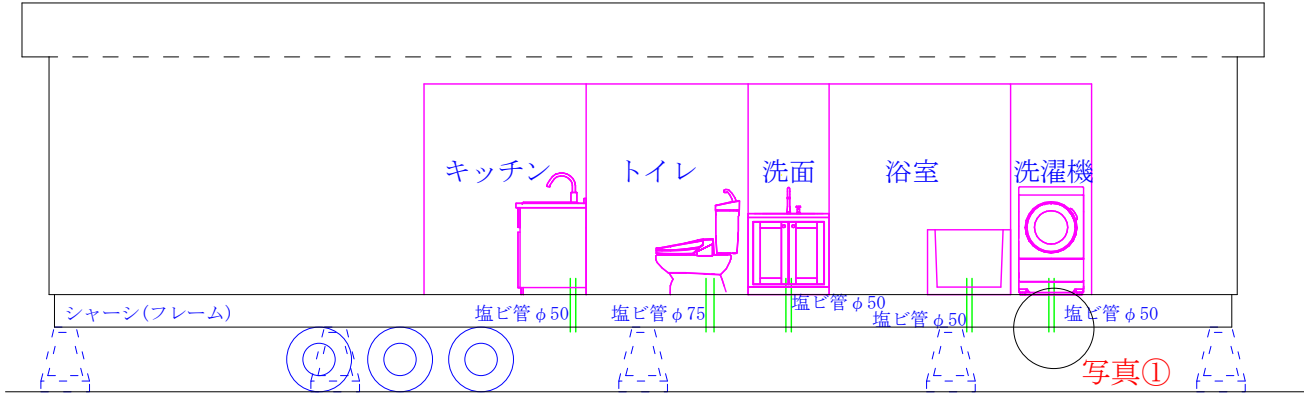 キッチン
トイレ
洗面
浴室
洗濯機
シャーシ(フレーム)
塩ビ管φ50
塩ビ管φ75
塩ビ管φ50
塩ビ管φ50
塩ビ管φ50
写真①